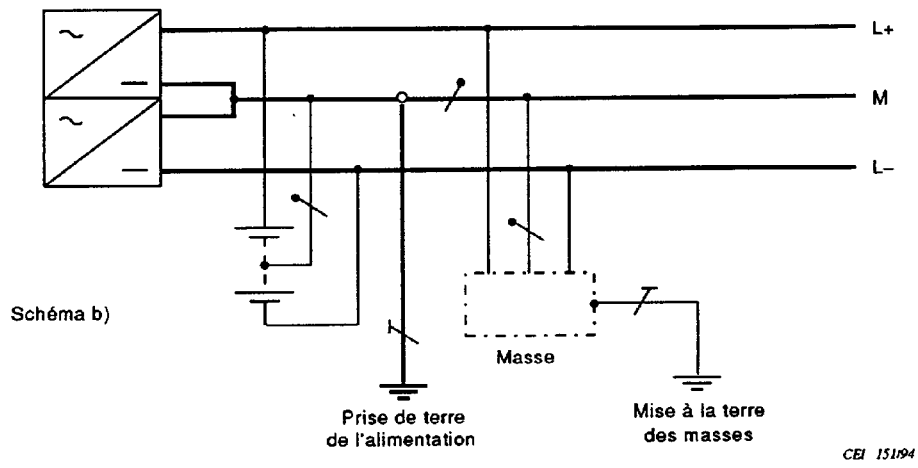 L+
M
L–
Schéma b)
Masse
Prise de terre
de l'alimentation
Mise à la terre
des masses
CEI 151/94